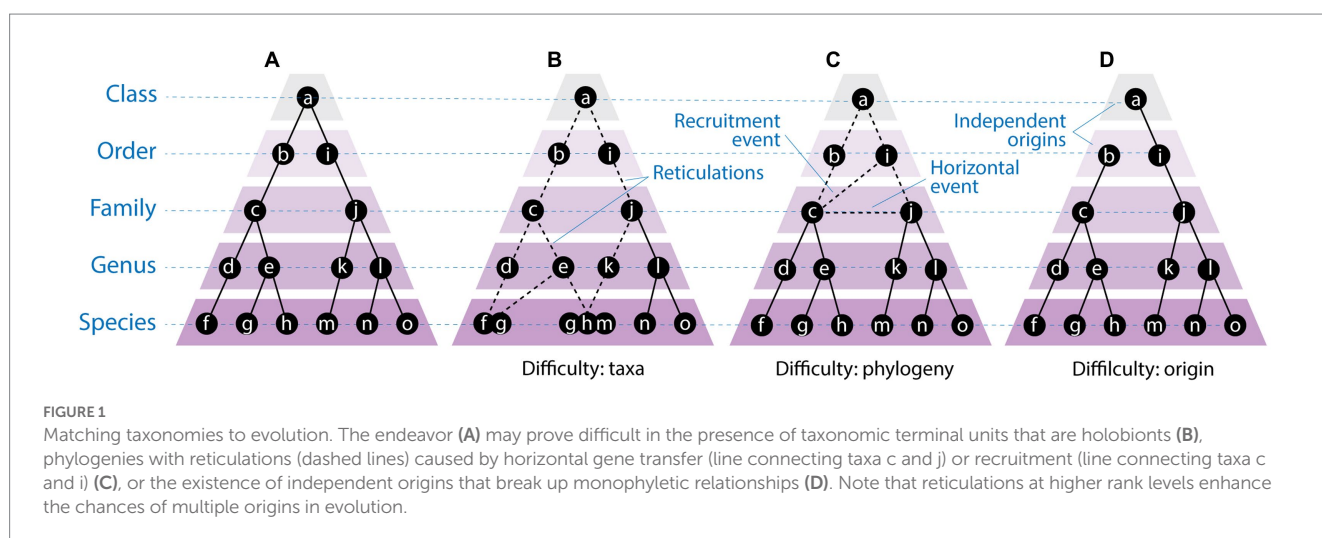 A B C D
Class a a a a
Recruitment event
Independent origins
Order b i b i b i b i
Horizontal event
Reticulations
Family c j c j c j c j
Genus d e k l d e k l d e k l d e k l
Species f g h m n o f g g h m n o f g h m n o f g h m n o
Difficulty: taxa Difficulty: phylogeny Diffilculty: origin
FIGURE 1
Matching taxonomies to evolution. The endeavor (A) may prove difficult in the presence of taxonomic terminal units that are holobionts (B),
phylogenies with reticulations (dashed lines) caused by horizontal gene transfer (line connecting taxa c and j) or recruitment (line connecting taxa c
and i) (C), or the existence of independent origins that break up monophyletic relationships (D). Note that reticulations at higher rank levels enhance
the chances of multiple origins in evolution.